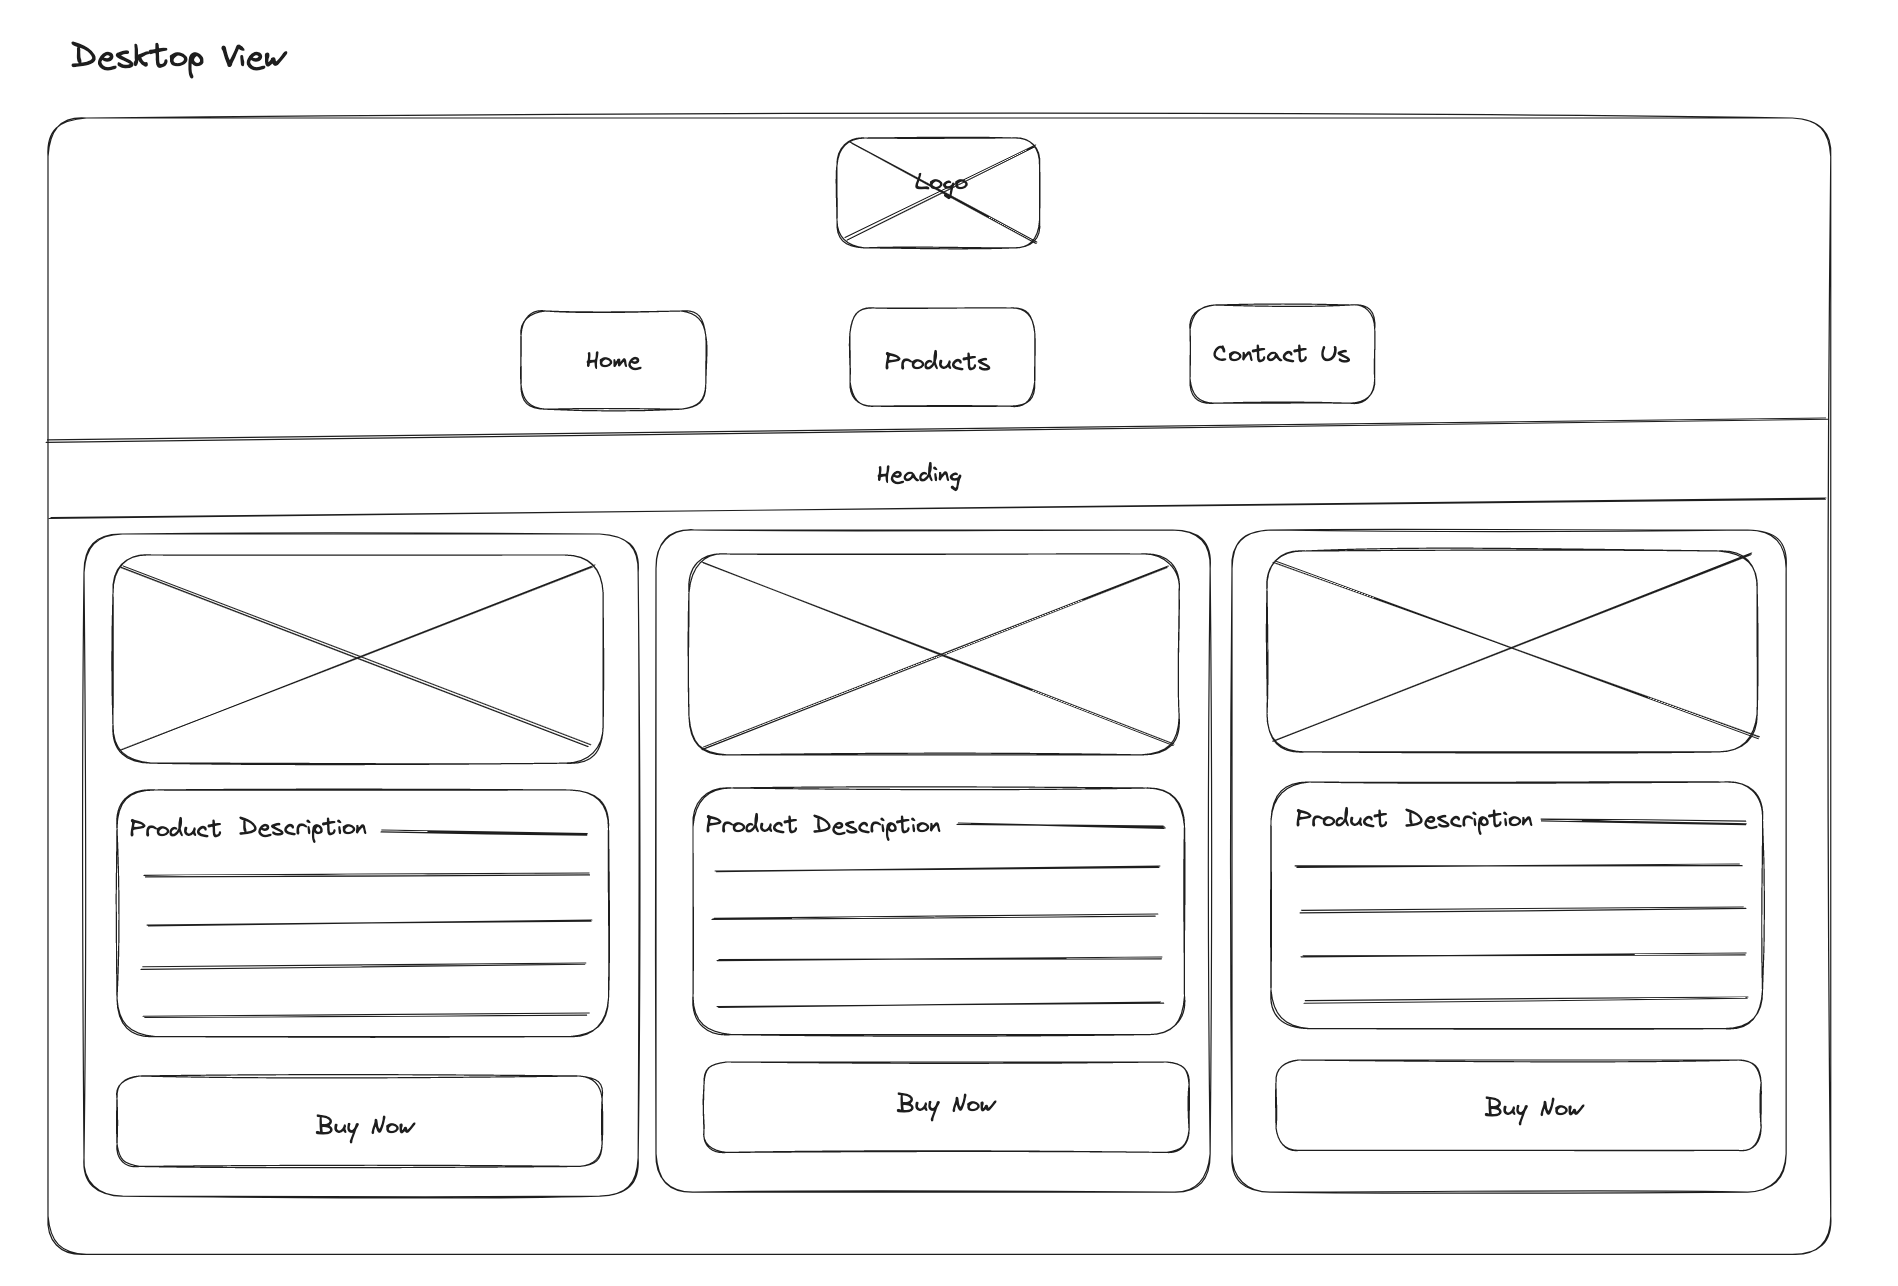 Desktop View
Logo
Home
Products
Contact Us
Heading
Product Description
Product Description
Product Description
Buy Now
Buy Now
Buy Now